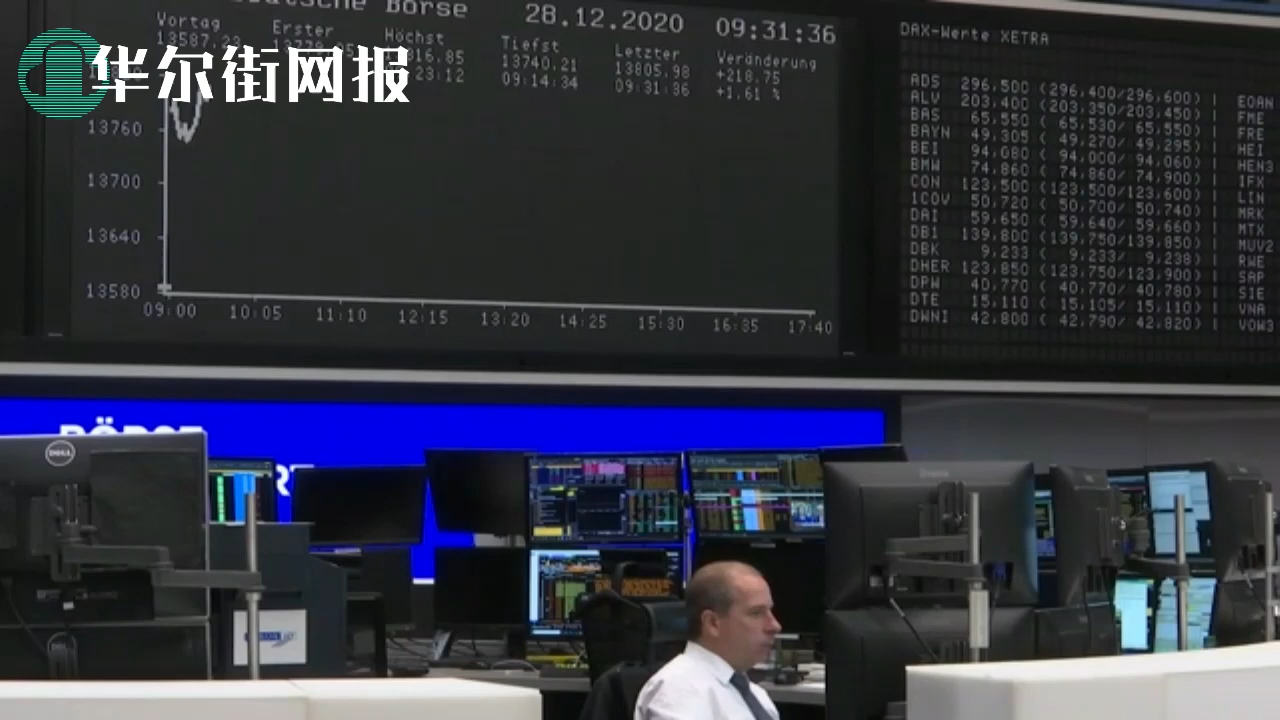 Deutsche Börse 28.12.2020 09:31:36
Vortag Erster Höchst Tiefst Letzter Veränderung
13587.23 13816.85 13740.21 13805.98 +218.75
23:12 09:14:34 09:31:36 +1.61 %
华尔街网报
13760
13700
13640
13580
09:00 10:05 11:10 12:15 13:20 14:25 15:30 16:35 17:40
DAX-Werte XETRA
ADS 296,500 (296,400/296,600) | EOAN
ALV 203,400 (203,350/203,450) | FME
BAS 65,550 ( 65,530/ 65,550) | FRE
BAYN 49,305 ( 49,270/ 49,295) | HEI
BEI 94,080 ( 94,000/ 94,060) | HEN3
BMW 74,860 ( 74,860/ 74,900) | IFX
CON 123,500 (123,500/123,600) | LIN
1COV 50,720 ( 50,700/ 50,740) | MRK
DAI 59,650 ( 59,640/ 59,660) | MTX
DB1 139,800 (139,750/139,850) | MUV2
DBK 9,233 ( 9,233/ 9,238) | RWE
DHER 123,850 (123,750/123,900) | SAP
DPW 40,770 ( 40,770/ 40,780) | SIE
DTE 15,110 ( 15,105/ 15,110) | VNA
DWNI 42,800 ( 42,790/ 42,820) | VOW3
BÖRSE
DELL